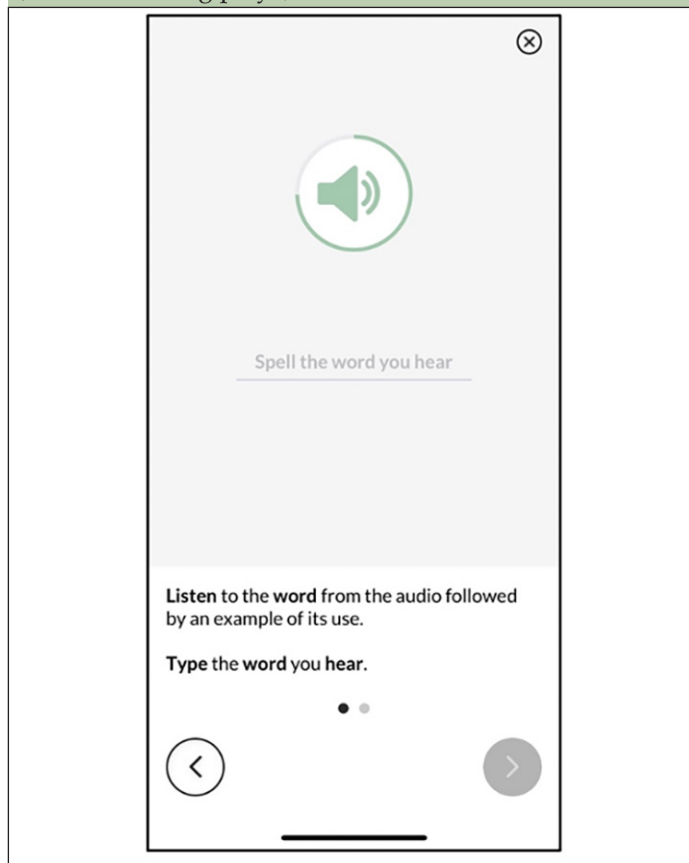 Spell the word you hear
Listen to the word from the audio followed
by an example of its use.
Type the word you hear.